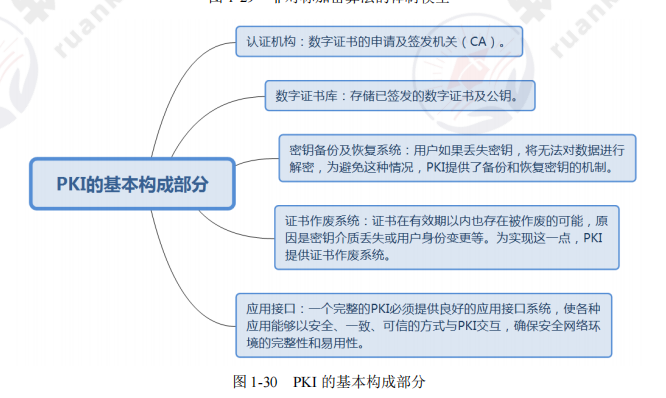 认证机构：数字证书的申请及签发机关（CA）。
数字证书库：存储已签发的数字证书及公钥。
密钥备份及恢复系统：用户如果丢失密钥，将无法对数据进行
解密，为避免这种情况，PKI提供了备份和恢复密钥的机制。
PKI的基本构成部分
证书作废系统：证书在有效期以内也存在被作废的可能，原
因是密钥介质丢失或用户身份变更等。为实现这一点，PKI
提供证书作废系统。
应用接口：一个完整的PKI必须提供良好的应用接口系统，使各种
应用能够以安全、一致、可信的方式与PKI交互，确保安全网络环
境的完整性和易用性。
图 1-30 PKI 的基本构成部分